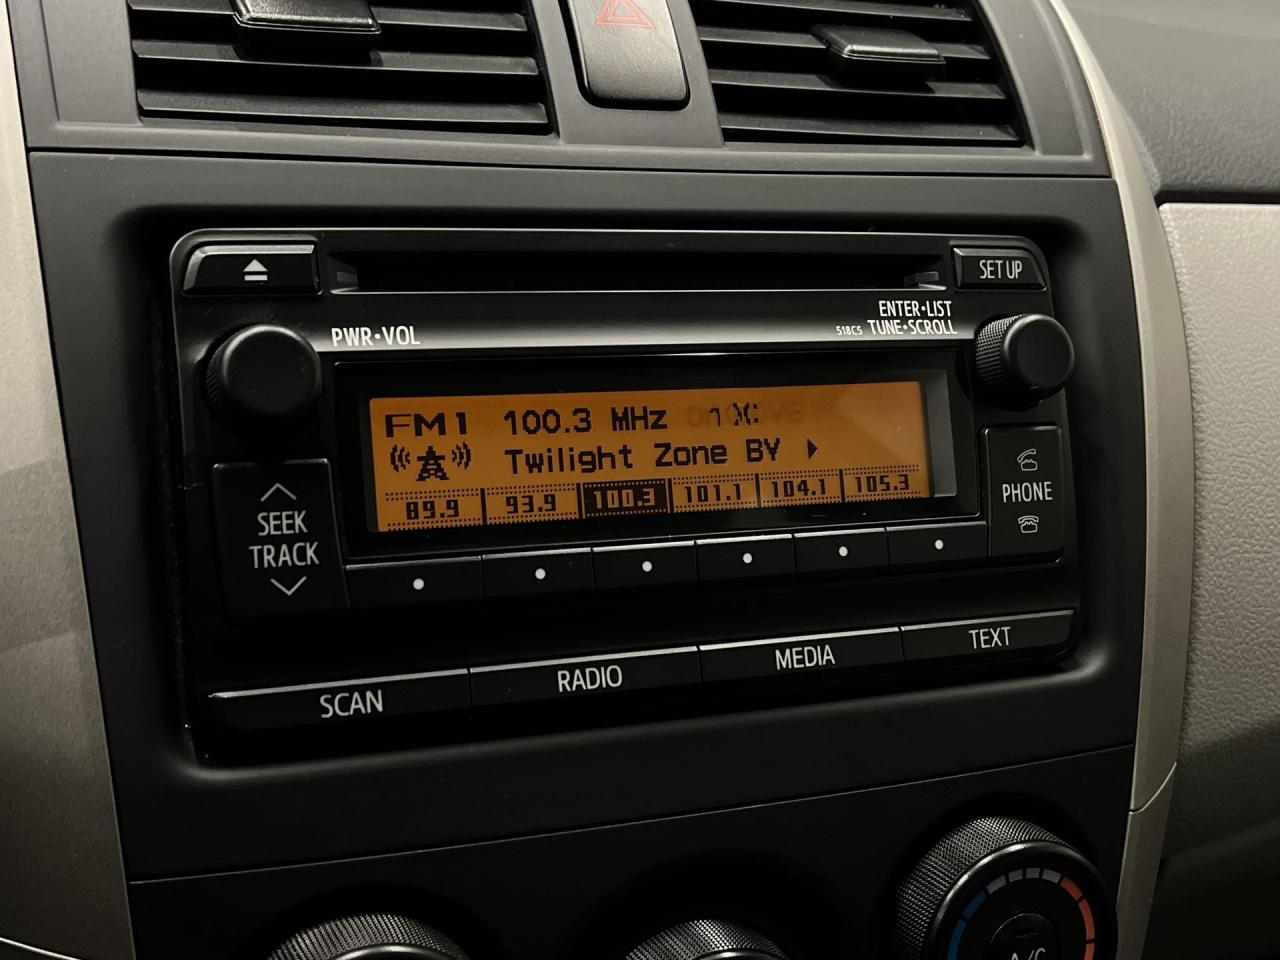 SET UP
PWR•VOL
ENTER•LIST
518C5 TUNE•SCROLL
FM1 100.3 MHz
Twilight Zone BY
89.9 93.9 100.3 101.1 104.1 105.3
SEEK
TRACK
PHONE
SCAN RADIO MEDIA TEXT
A/C